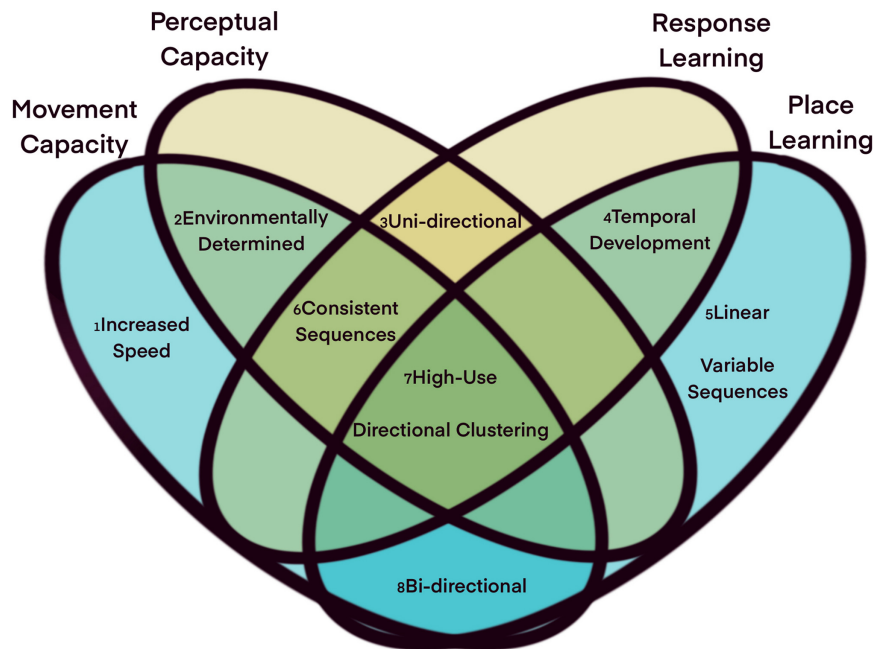 Perceptual
Capacity
Response
Learning
Movement
Capacity
Place
Learning
2Environmentally
Determined
3Uni-directional
4Temporal
Development
1Increased
Speed
6Consistent
Sequences
5Linear
Variable
Sequences
7High-Use
Directional Clustering
8Bi-directional